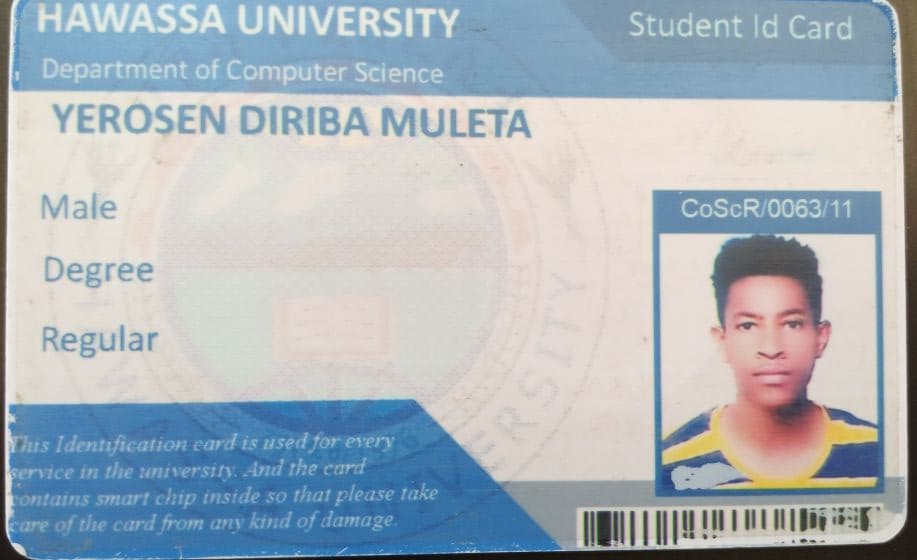 HAWASSA UNIVERSITY
Student Id Card
Department of Computer Science
YEROSEN DIRIBA MULETA
Male
CoScR/0063/11
Degree
Regular
This Identification card is used for every
service in the university. And the card
contains smart chip inside so that please take
care of the card from any kind of damage.
VERSITY